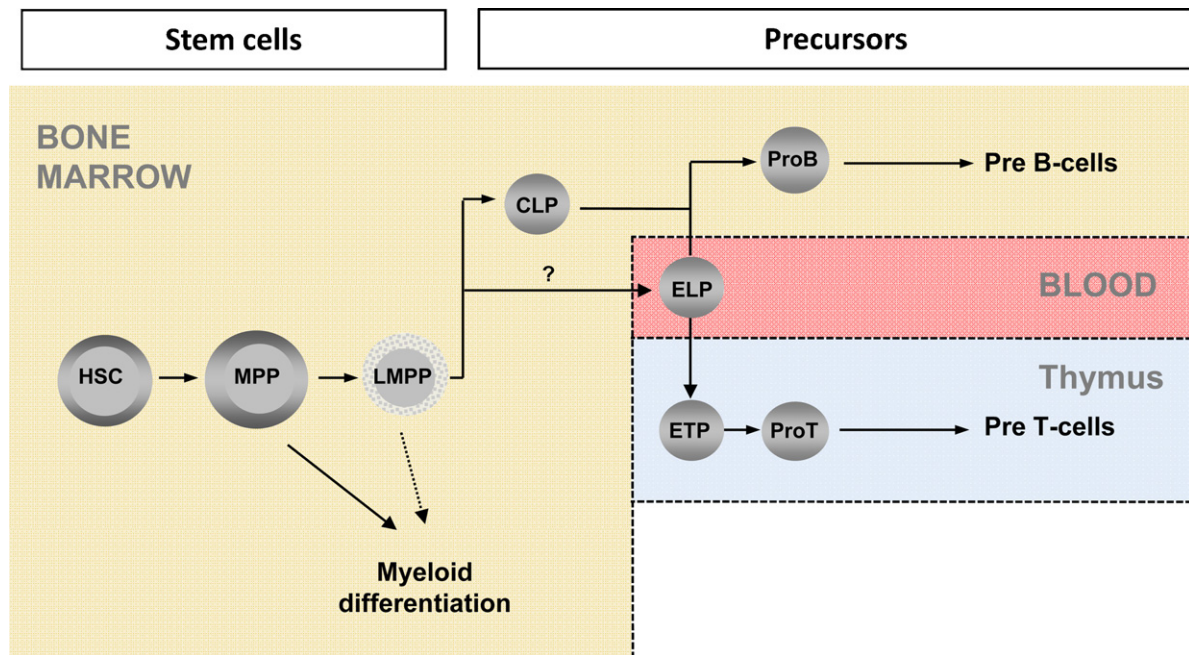 Stem cells
Precursors
BONE
MARROW
ProB
Pre B-cells
CLP
?
ELP
BLOOD
HSC
MPP
LMPP
Thymus
ETP
ProT
Pre T-cells
Myeloid
differentiation